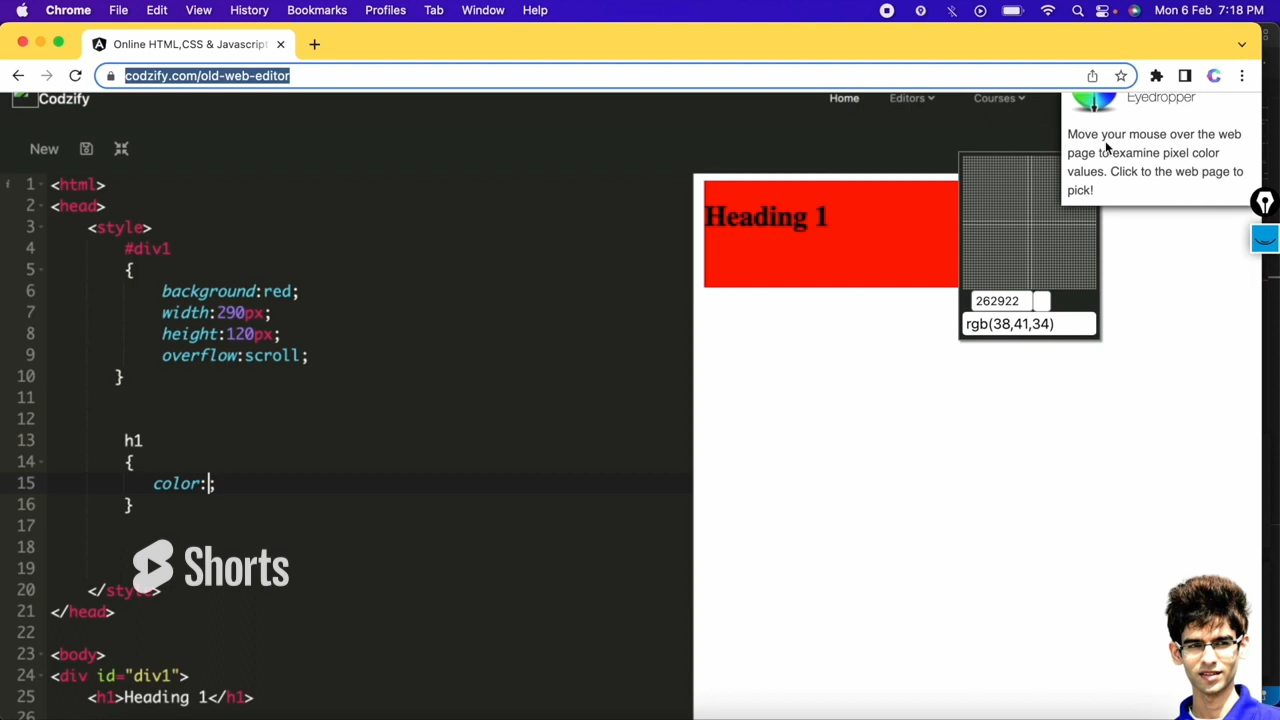 Chrome File Edit View History Bookmarks Profiles Tab Window Help Mon 6 Feb 7:18 PM
Online HTML,CSS & Javascript
codzify.com/old-web-editor
Codzify Home Editors Courses
Eyedropper
Move your mouse over the web
page to examine pixel color
values. Click to the web page to
pick!
New
i 1 <html>
2 <head>
3 <style>
4 #div1
5 {
6 background:red;
7 width:290px;
8 height:120px;
9 overflow:scroll;
10 }
11
12
13 h1
14 {
15 color:;
16 }
17
18
19
20 </style>
21 </head>
22
23 <body>
24 <div id="div1">
25 <h1>Heading 1</h1>
26
Heading 1
262922
rgb(38,41,34)
Shorts